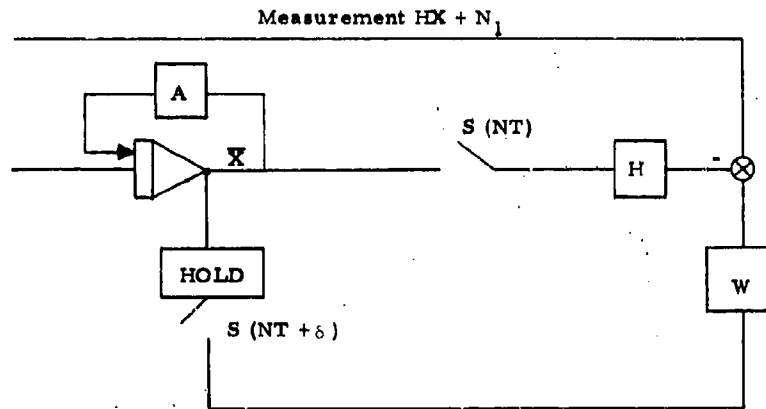 Measurement HX + N₁
A
S (NT)
X̄
H
-
HOLD
W
S (NT + δ)